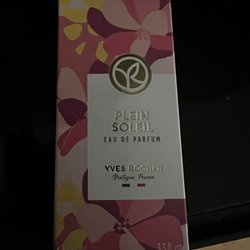 PLEIN
SOLEIL
EAU DE PARFUM
YVES ROCHER
Bretagne, France